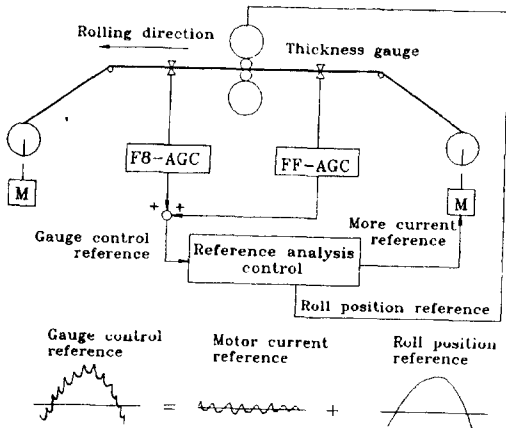 Rolling direction
Thickness gauge
F8-AGC
FF-AGC
M
M
+ +
Gauge control
reference
Reference analysis
control
More current
reference
Roll position reference
Gauge control
reference
Motor current
reference
Roll position
reference
= +